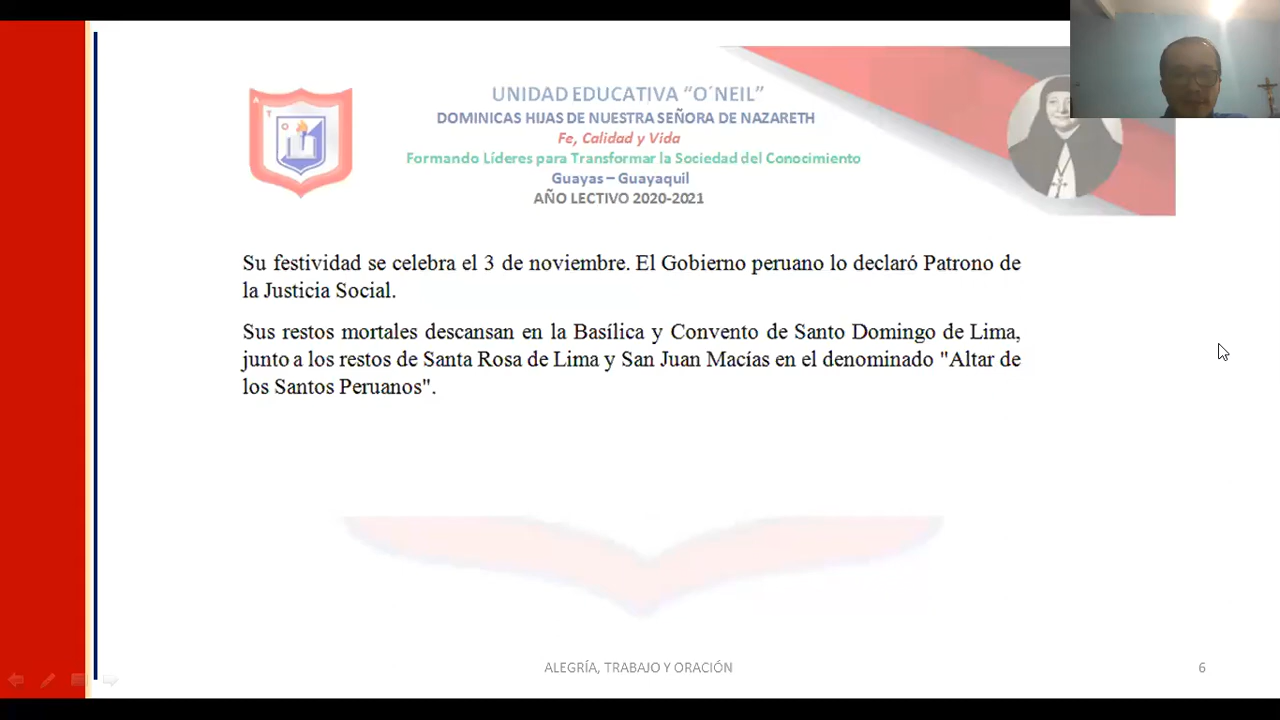 UNIDAD EDUCATIVA “O´NEIL”
DOMINICAS HIJAS DE NUESTRA SEÑORA DE NAZARETH
Fe, Calidad y Vida
Formando Líderes para Transformar la Sociedad del Conocimiento
Guayas – Guayaquil
AÑO LECTIVO 2020-2021
Su festividad se celebra el 3 de noviembre. El Gobierno peruano lo declaró Patrono de
la Justicia Social.
Sus restos mortales descansan en la Basílica y Convento de Santo Domingo de Lima,
junto a los restos de Santa Rosa de Lima y San Juan Macías en el denominado "Altar de
los Santos Peruanos".
ALEGRÍA, TRABAJO Y ORACIÓN
6